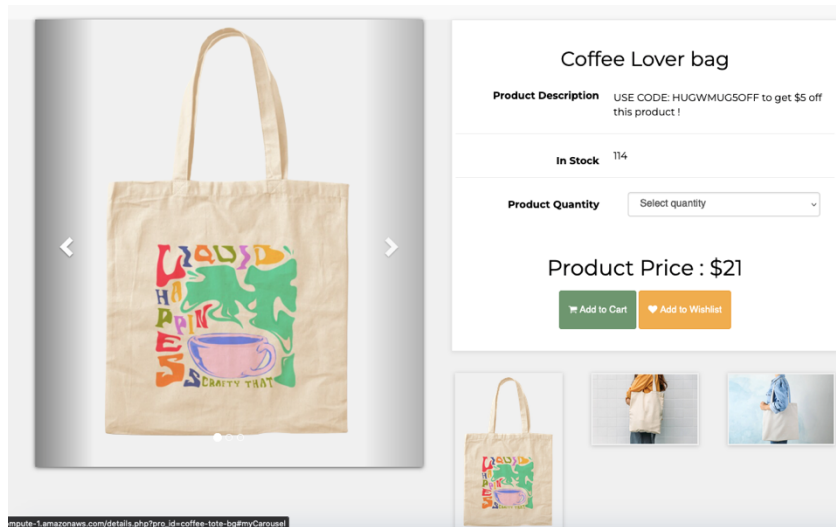 Coffee Lover bag
Product Description
USE CODE: HUGWMUG5OFF to get $5 off
this product !
In Stock
114
Product Quantity
Select quantity
Product Price : $21
Add to Cart
Add to Wishlist
LIQUID
HAPPINESS
CRAFTY THAT
LIQUID
mpute-1.amazonaws.com/details.php?pro_id=coffee-tote-bg#myCarousel